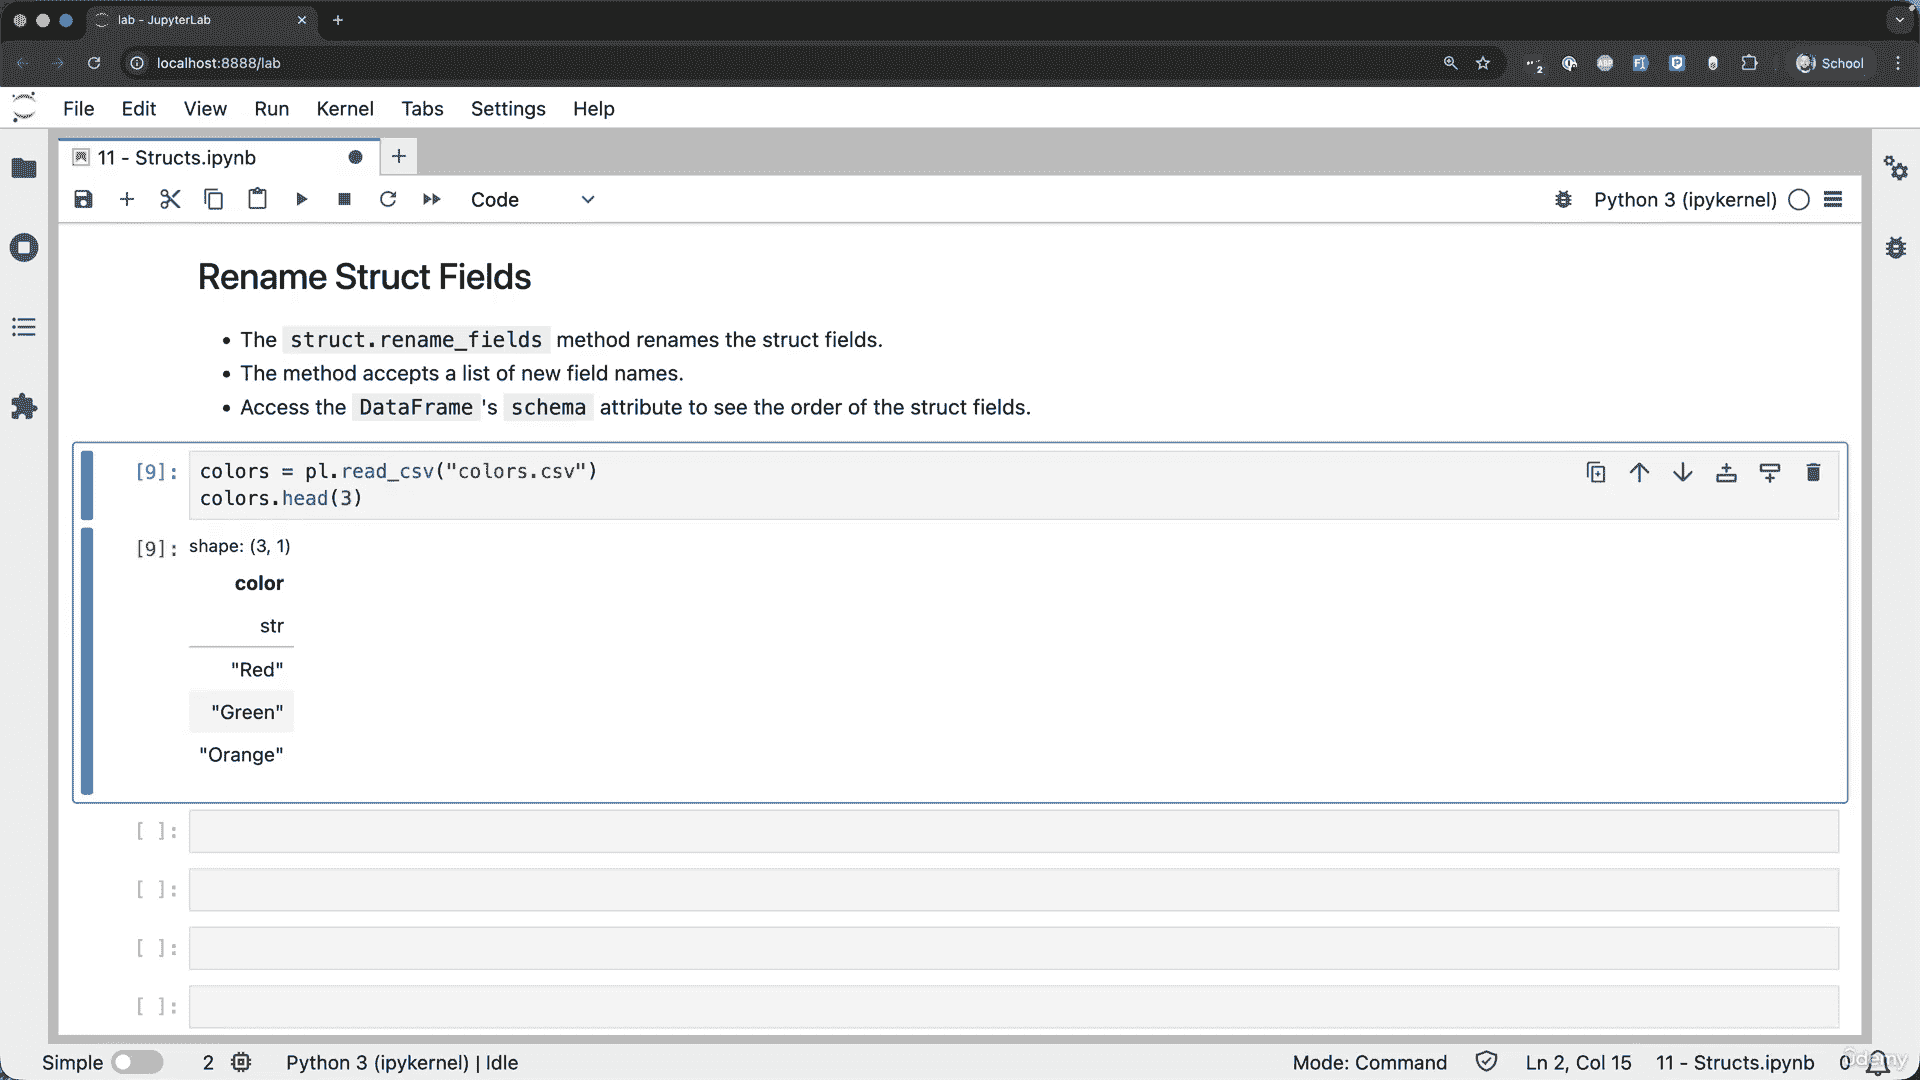 lab - JupyterLab
localhost:8888/lab
2
ABP
School
File Edit View Run Kernel Tabs Settings Help
11 - Structs.ipynb
Code
Python 3 (ipykernel)
Rename Struct Fields
• The struct.rename_fields method renames the struct fields.
• The method accepts a list of new field names.
• Access the DataFrame's schema attribute to see the order of the struct fields.
[9]: colors = pl.read_csv("colors.csv")
colors.head(3)
[9]: shape: (3, 1)
color
str
"Red"
"Green"
"Orange"
[ ]:
[ ]:
[ ]:
[ ]:
Simple 2 Python 3 (ipykernel) | Idle Mode: Command Ln 2, Col 15 11 - Structs.ipynb 0
udemy